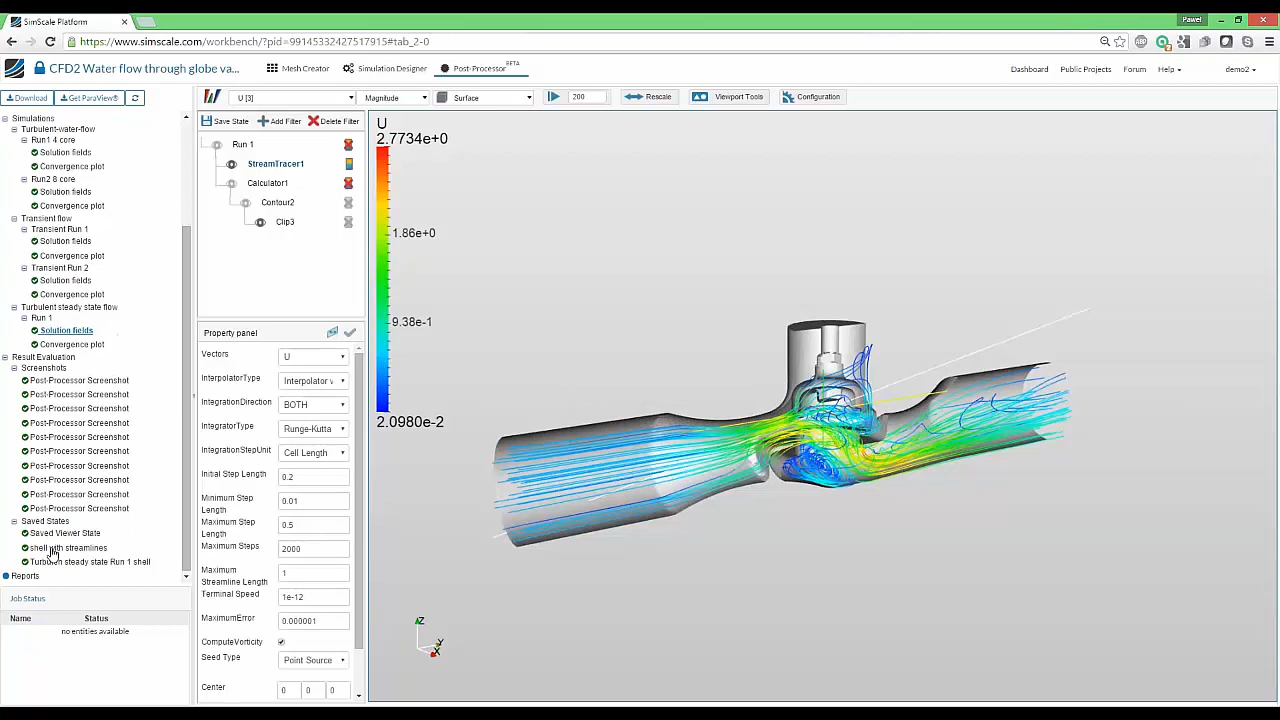 SimScale Platform
Pawel
https://www.simscale.com/workbench/?pid=99145332427517915#tab_2-0
CFD2 Water flow through globe va...
Mesh Creator
Simulation Designer
Post-Processor BETA
Dashboard
Public Projects
Forum
Help
demo2
Download
Get ParaView®
U [3]
Magnitude
Surface
200
Rescale
Viewport Tools
Configuration
Simulations
Turbulent-water-flow
Run1 4 core
Solution fields
Convergence plot
Run2 8 core
Solution fields
Convergence plot
Transient flow
Transient Run 1
Solution fields
Convergence plot
Transient Run 2
Solution fields
Convergence plot
Turbulent steady state flow
Run 1
Solution fields
Convergence plot
Result Evaluation
Screenshots
Post-Processor Screenshot
Post-Processor Screenshot
Post-Processor Screenshot
Post-Processor Screenshot
Post-Processor Screenshot
Post-Processor Screenshot
Post-Processor Screenshot
Post-Processor Screenshot
Post-Processor Screenshot
Post-Processor Screenshot
Saved States
Saved Viewer State
shell with streamlines
Turbulen steady state Run 1 shell
Reports
Job Status
Name Status
no entities available
Save State Add Filter Delete Filter
Run 1
StreamTracer1
Calculator1
Contour2
Clip3
Property panel
Vectors U
InterpolatorType Interpolator v
IntegrationDirection BOTH
IntegratorType Runge-Kutta
IntegrationStepUnit Cell Length
Initial Step Length 0.2
Minimum Step Length 0.01
Maximum Step Length 0.5
Maximum Steps 2000
Maximum Streamline Length 1
Terminal Speed 1e-12
MaximumError 0.000001
ComputeVorticity
Seed Type Point Source
Center 0 0 0
U
2.7734e+0
1.86e+0
9.38e-1
2.0980e-2
Z
Y
X